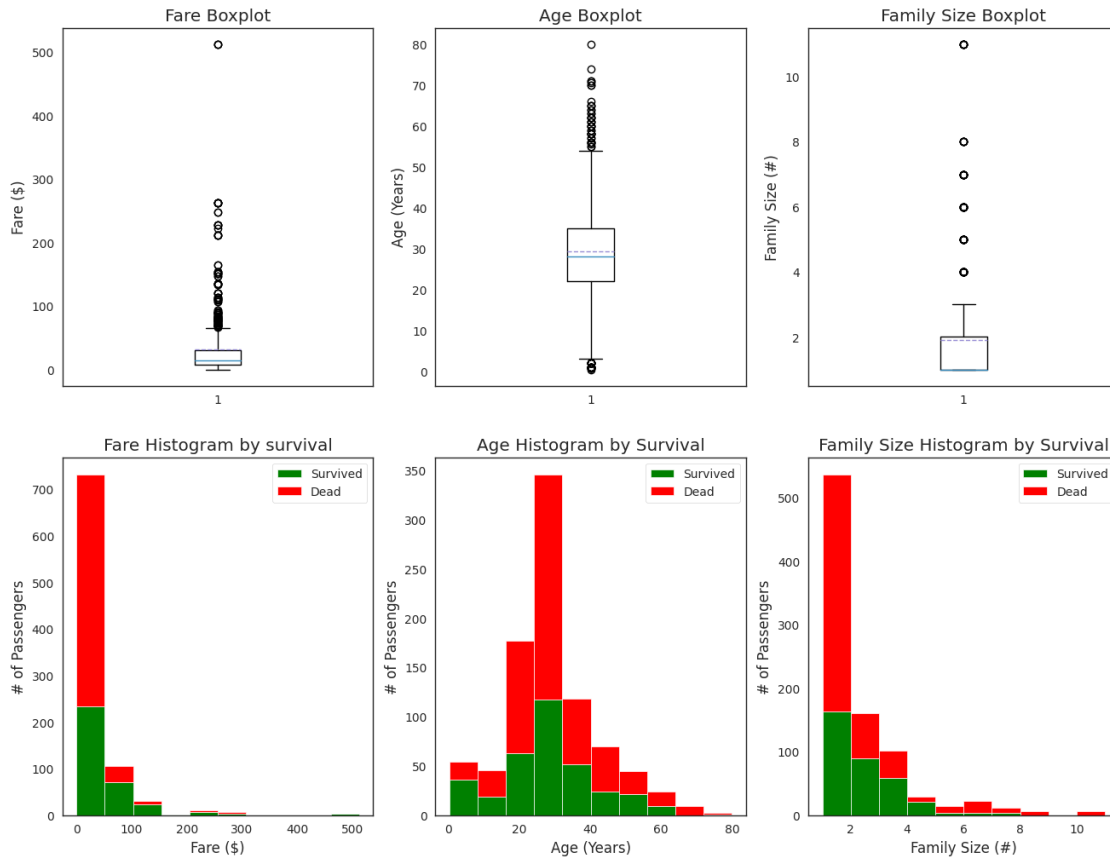 Fare Boxplot
500
400
300
200
100
0
Fare ($)
1
Age Boxplot
80
70
60
50
40
30
20
10
0
Age (Years)
1
Family Size Boxplot
10
8
6
4
2
Family Size (#)
1
Fare Histogram by survival
Survived
Dead
700
600
500
400
300
200
100
0
# of Passengers
0 100 200 300 400 500
Fare ($)
Age Histogram by Survival
Survived
Dead
350
300
250
200
150
100
50
0
# of Passengers
0 20 40 60 80
Age (Years)
Family Size Histogram by Survival
Survived
Dead
500
400
300
200
100
0
# of Passengers
2 4 6 8 10
Family Size (#)